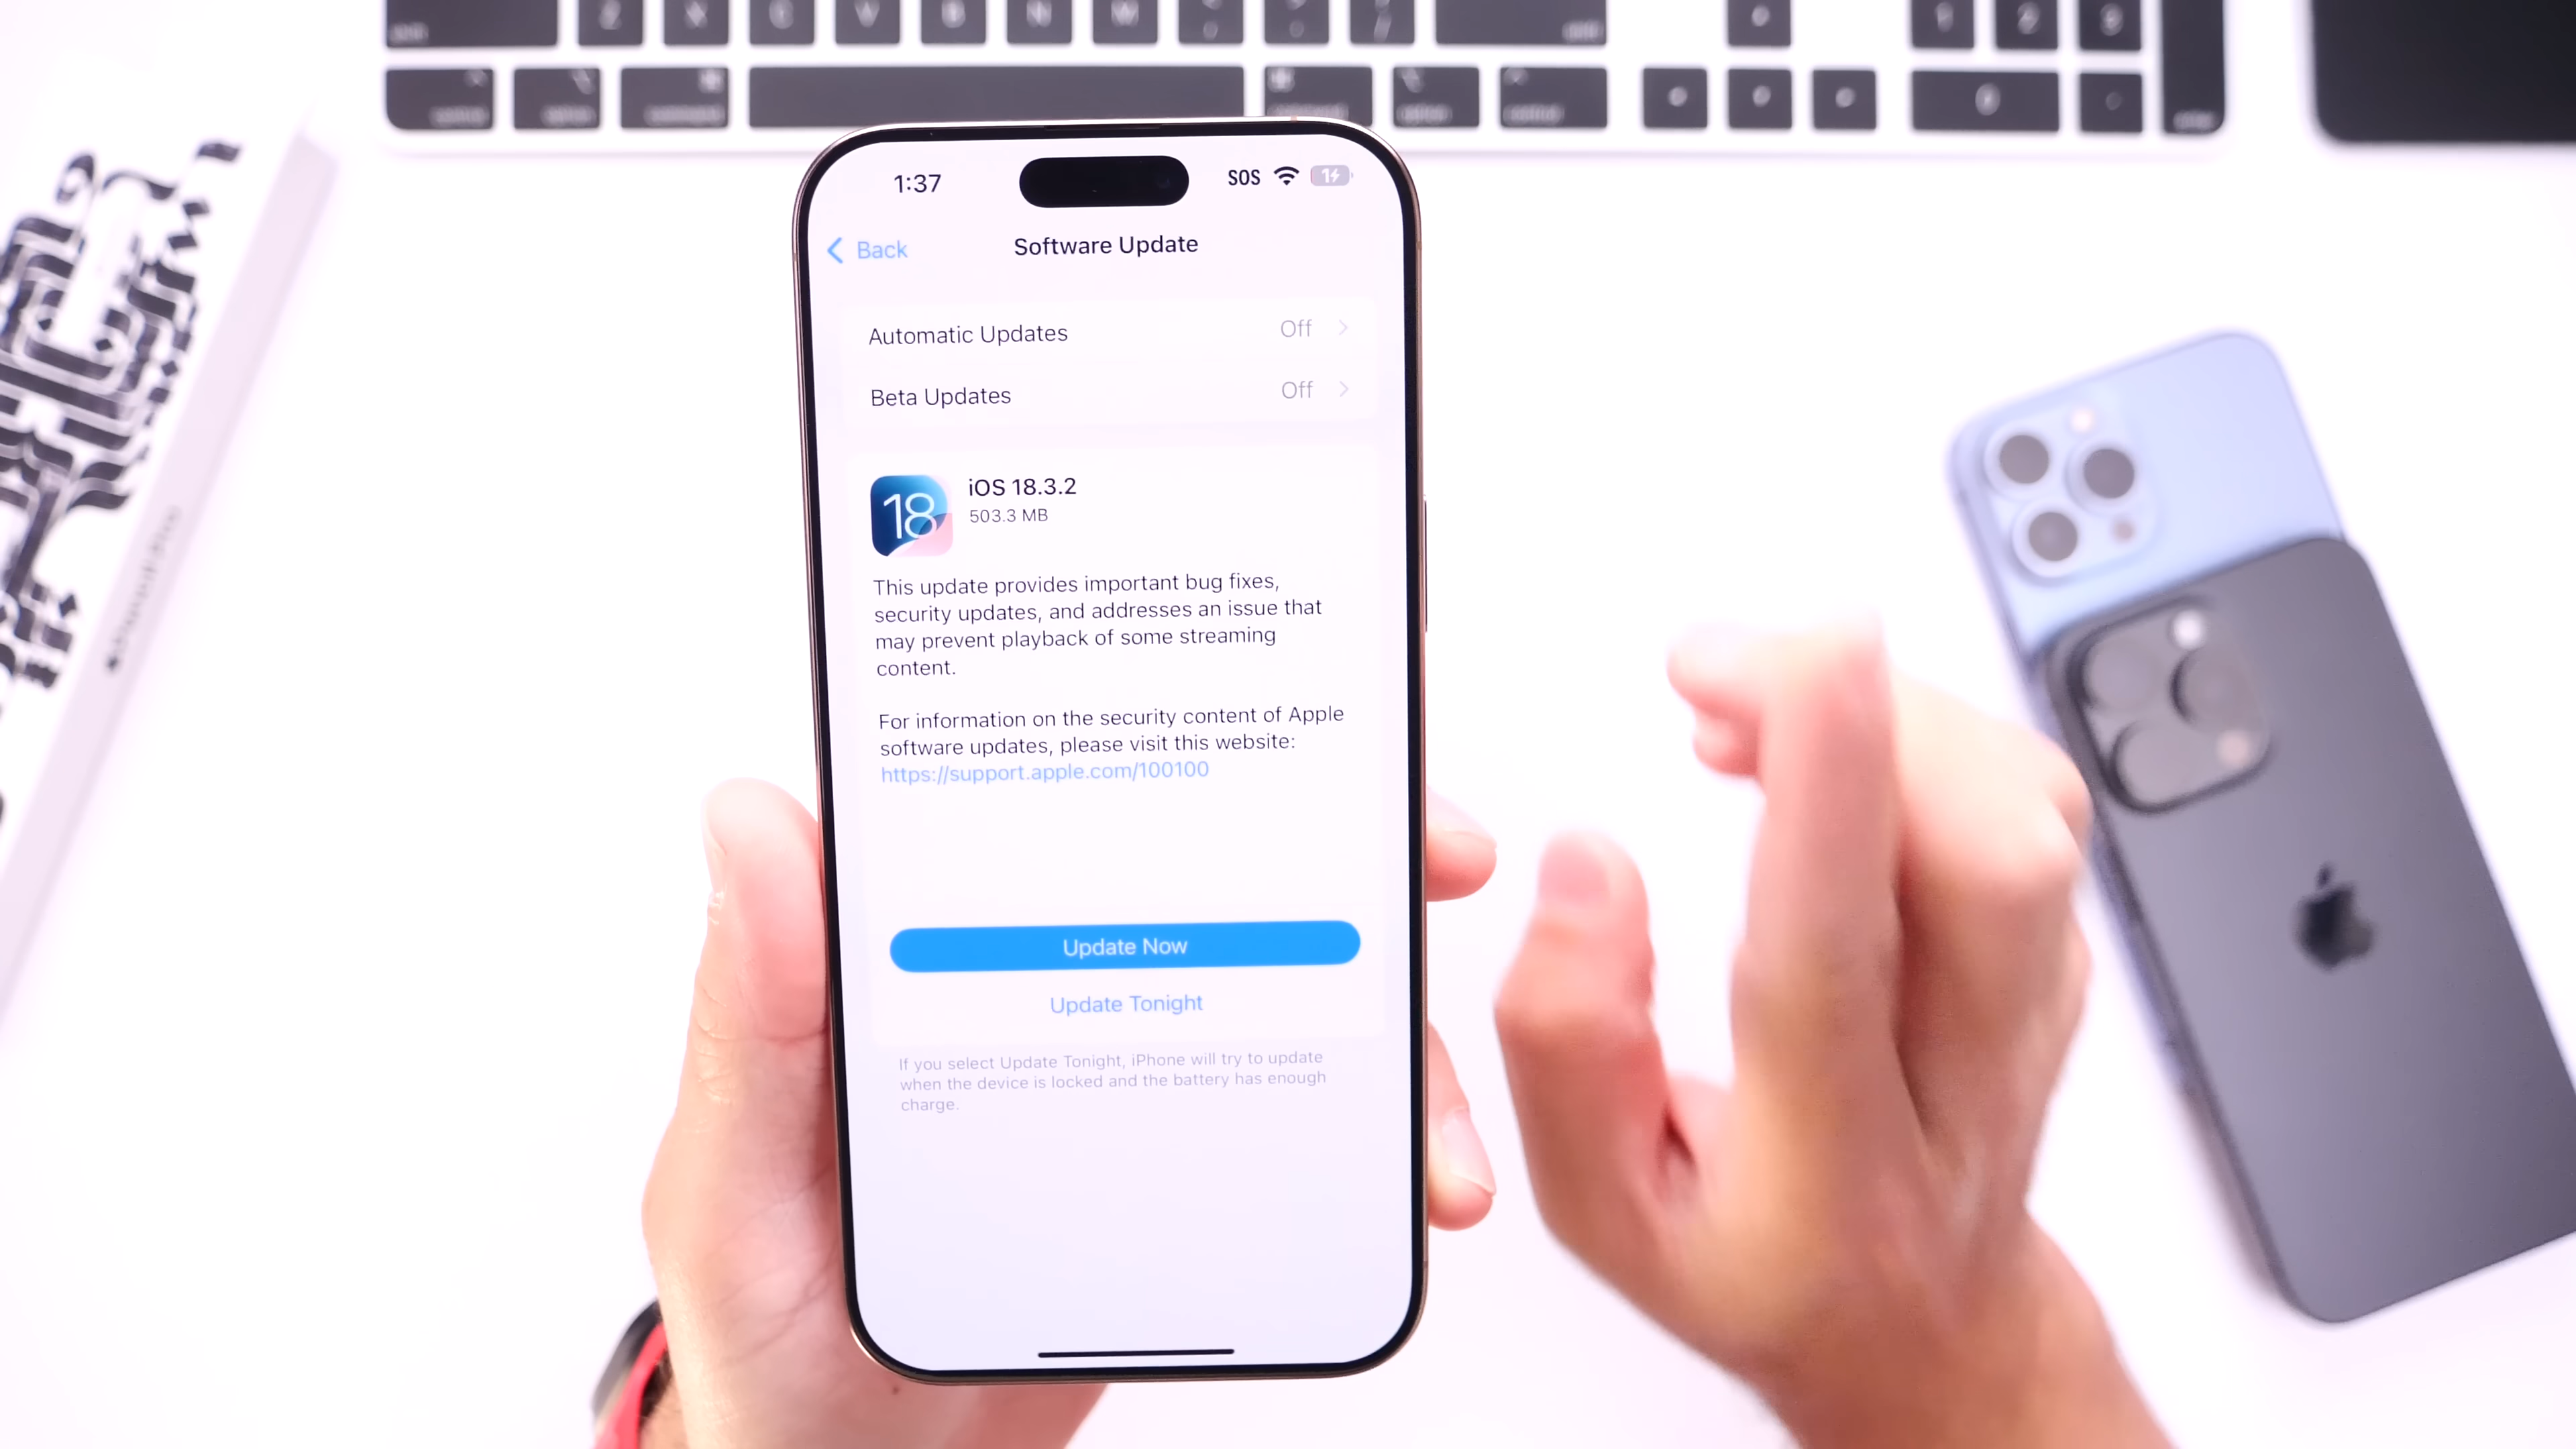 1:37
SOS
1
Back
Software Update
Automatic Updates Off
Beta Updates Off
18
iOS 18.3.2
503.3 MB
This update provides important bug fixes,
security updates, and addresses an issue that
may prevent playback of some streaming
content.
For information on the security content of Apple
software updates, please visit this website:
https://support.apple.com/100100
Update Now
Update Tonight
If you select Update Tonight, iPhone will try to update
when the device is locked and the battery has enough
charge.